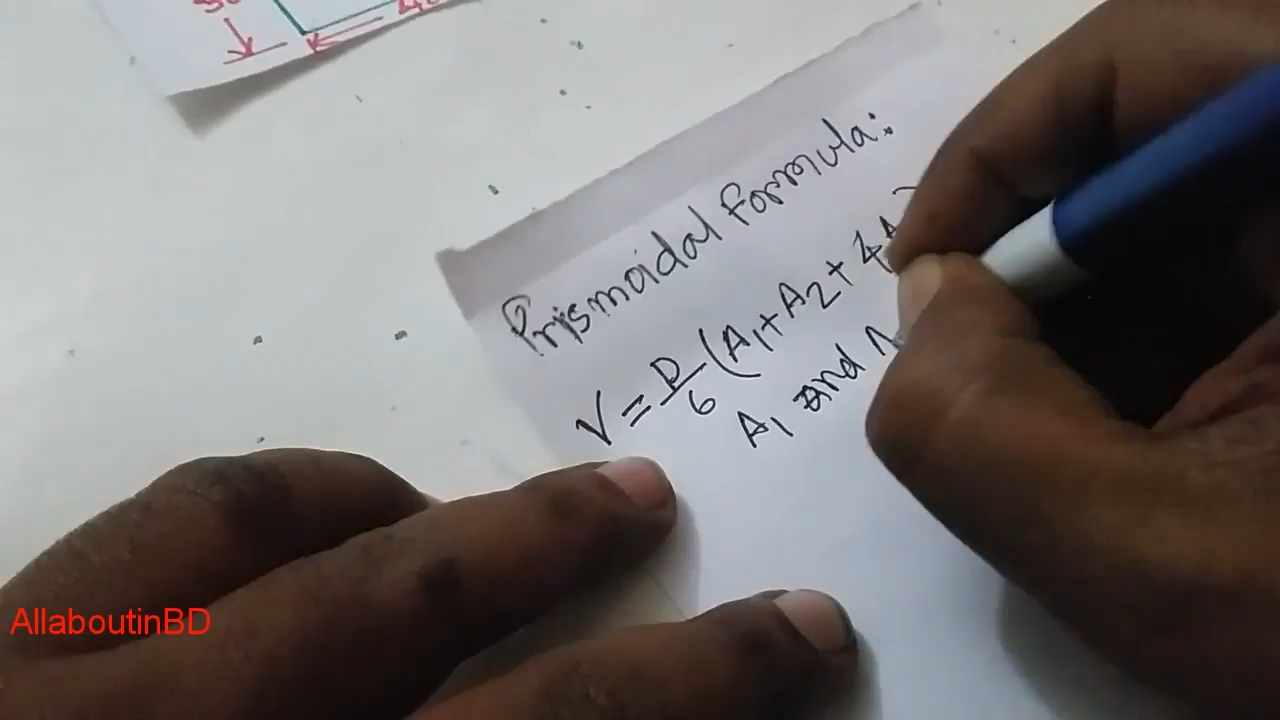 Prismoidal Formula:
V = D/6 (A1 + A2 + 4A
A1 and
AllaboutinBD